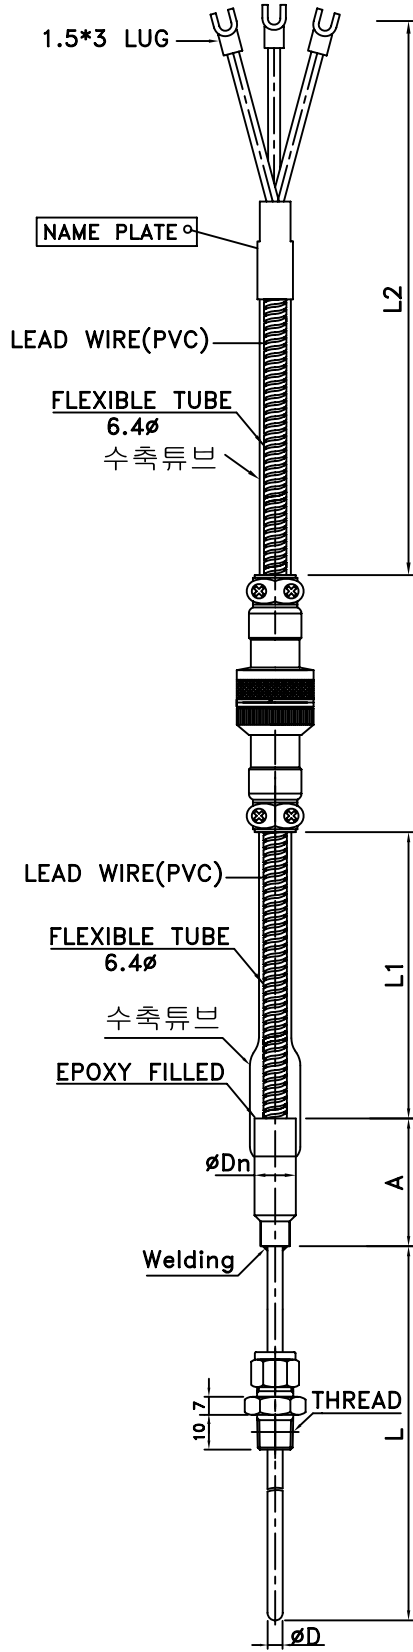 1.5*3 LUG
NAME PLATE
L2
LEAD WIRE(PVC)
FLEXIBLE TUBE
6.4ø
수축튜브
LEAD WIRE(PVC)
FLEXIBLE TUBE
6.4ø
L1
수축튜브
EPOXY FILLED
øDn
A
Welding
THREAD
7
10
L
øD